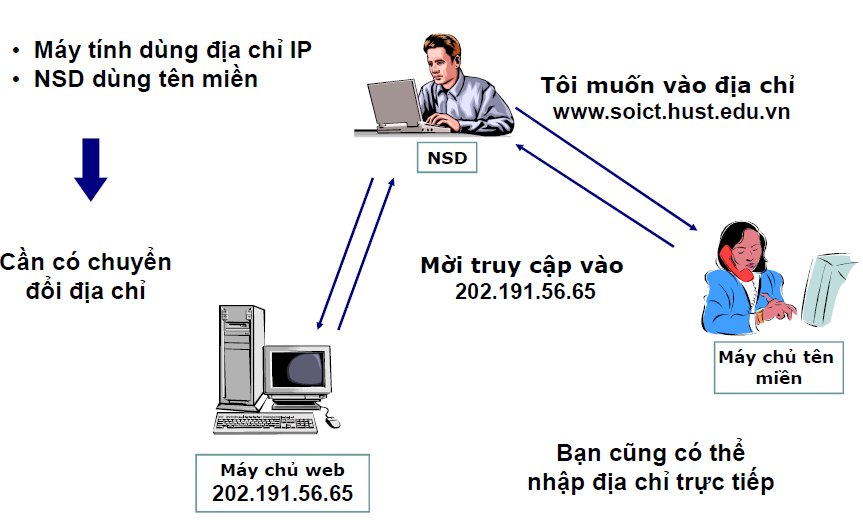 • Máy tính dùng địa chỉ IP
• NSD dùng tên miền
Cần có chuyển
đổi địa chỉ
NSD
Tôi muốn vào địa chỉ
www.soict.hust.edu.vn
Mời truy cập vào
202.191.56.65
Máy chủ tên
miền
Máy chủ web
202.191.56.65
Bạn cũng có thể
nhập địa chỉ trực tiếp